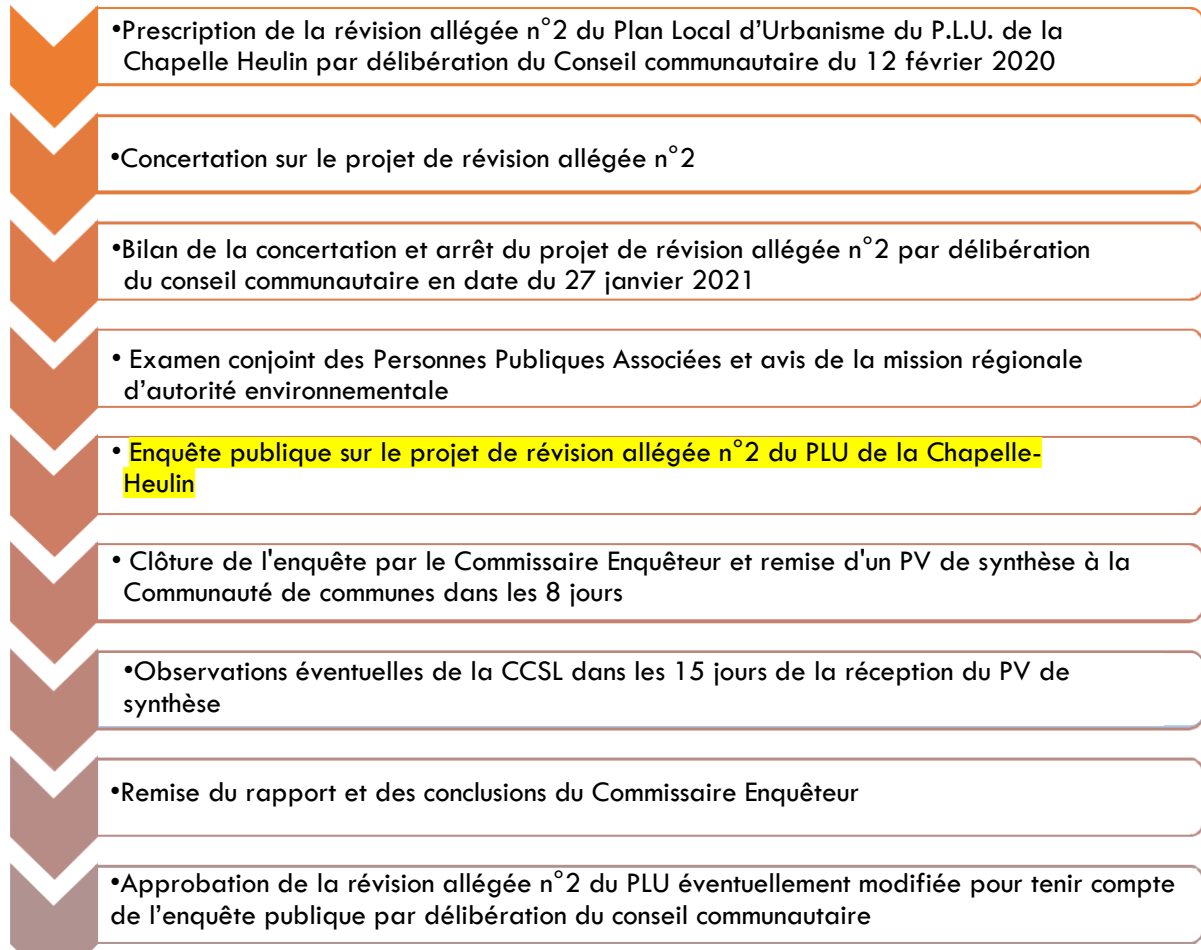 •Prescription de la révision allégée n°2 du Plan Local d'Urbanisme du P.L.U. de la
Chapelle Heulin par délibération du Conseil communautaire du 12 février 2020
•Concertation sur le projet de révision allégée n°2
•Bilan de la concertation et arrêt du projet de révision allégée n°2 par délibération
du conseil communautaire en date du 27 janvier 2021
• Examen conjoint des Personnes Publiques Associées et avis de la mission régionale
d'autorité environnementale
• Enquête publique sur le projet de révision allégée n°2 du PLU de la Chapelle-
Heulin
• Clôture de l'enquête par le Commissaire Enquêteur et remise d'un PV de synthèse à la
Communauté de communes dans les 8 jours
•Observations éventuelles de la CCSL dans les 15 jours de la réception du PV de
synthèse
•Remise du rapport et des conclusions du Commissaire Enquêteur
•Approbation de la révision allégée n°2 du PLU éventuellement modifiée pour tenir compte
de l'enquête publique par délibération du conseil communautaire